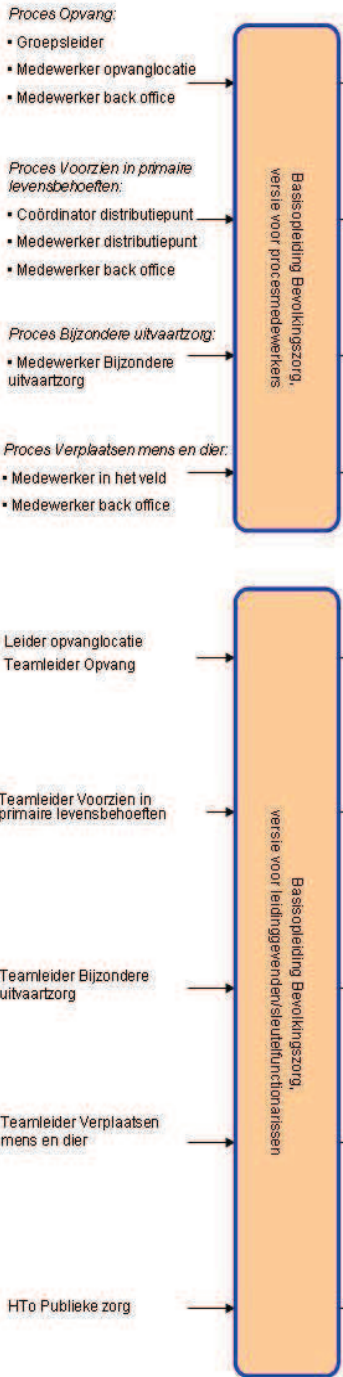 Proces Opvang:
▪ Groepsleider
▪ Medewerker opvanglocatie
▪ Medewerker back office
Proces Voorzien in primaire
levensbehoeften:
▪ Coördinator distributiepunt
▪ Medewerker distributiepunt
▪ Medewerker back office
Proces Bijzondere uitvaartzorg:
▪ Medewerker Bijzondere
uitvaartzorg
Proces Verplaatsen mens en dier:
▪ Medewerker in het veld
▪ Medewerker back office
Basisopleiding Bevolkingszorg,
versie voor procesmedewerkers
Leider opvanglocatie
Teamleider Opvang
Teamleider Voorzien in
primaire levensbehoeften
Teamleider Bijzondere
uitvaartzorg
Teamleider Verplaatsen
mens en dier
HTo Publieke zorg
Basisopleiding Bevolkingszorg,
versie voor leidinggevenden/sleutelfunctionarissen